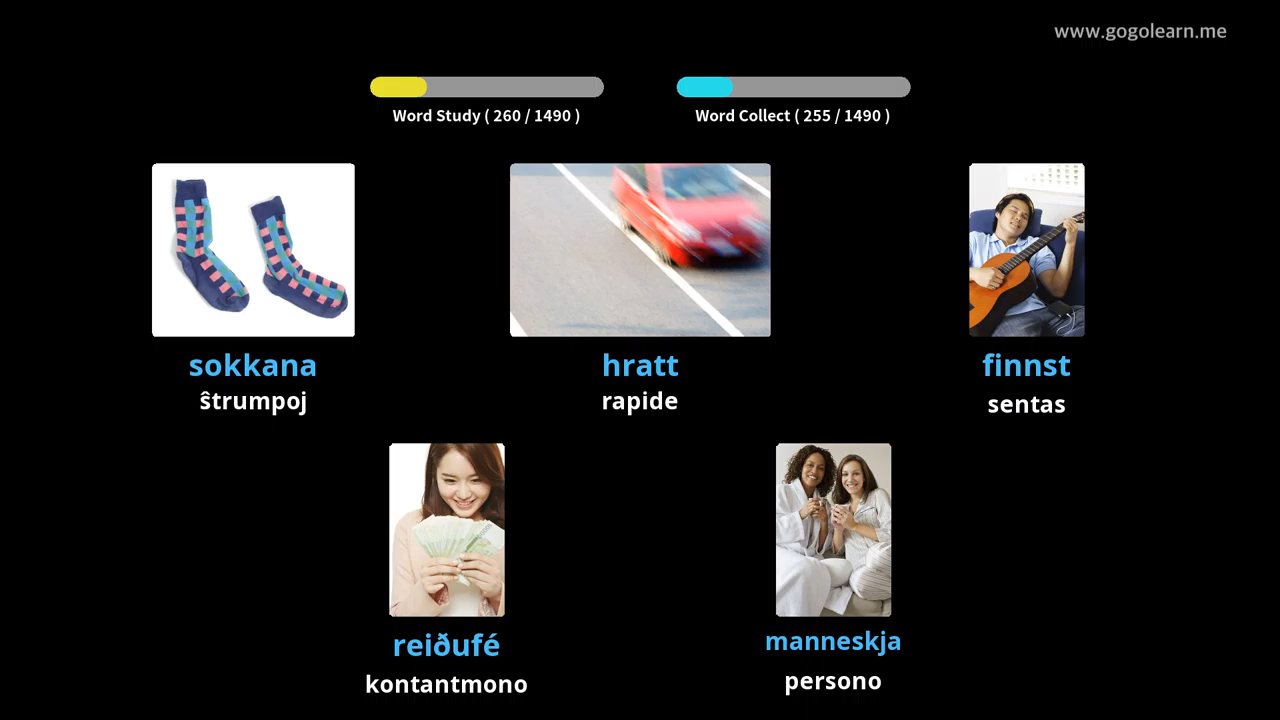 www.gogolearn.me
Word Study ( 260 / 1490 )
Word Collect ( 255 / 1490 )
sokkana
ŝtrumpoj
hratt
rapide
finnst
sentas
reiðufé
kontantmono
manneskja
persono